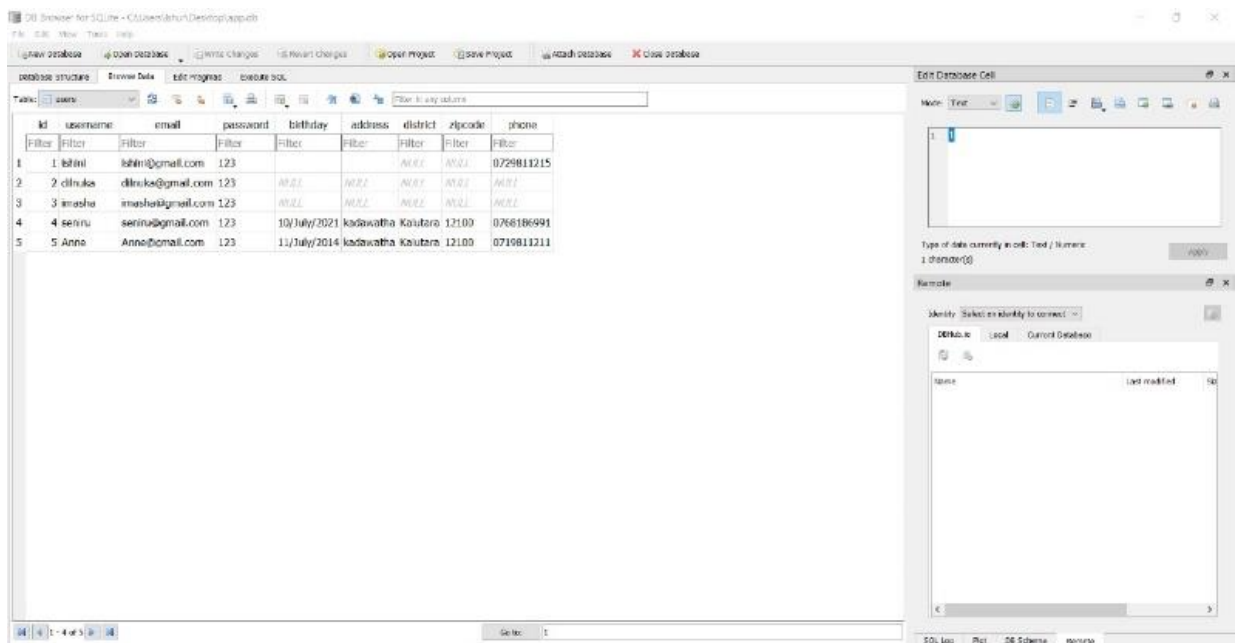 DB Browser for SQLite - C:\Users\Ishini\Desktop\app.db
File Edit View Tools Help
New Database Open Database Write Changes Revert Changes Open Project Save Project Attach Database Close Database
Database Structure Browse Data Edit Pragmas Execute SQL
Table: users Filter in any column
id username email password birthday address district zipcode phone
Filter Filter Filter Filter Filter Filter Filter Filter Filter
1 1 Ishini Ishini@gmail.com 123 NULL NULL 0729811215
2 2 dilnuka dilnuka@gmail.com 123 NULL NULL NULL NULL NULL
3 3 imasha imasha@gmail.com 123 NULL NULL NULL NULL NULL
4 4 seniru seniru@gmail.com 123 10/July/2021 kadawatha Kalutara 12100 0768186991
5 5 Anne Anne@gmail.com 123 11/July/2014 kadawatha Kalutara 12100 0719811211
1 - 4 of 5
Go to: 1
Edit Database Cell
Mode: Text
1 1
Type of data currently in cell: Text / Numeric
1 character(s)
Apply
Remote
Identity Select an identity to connect
DBHub.io Local Current Database
Name Last modified Siz
SQL Log Plot DB Schema Remote